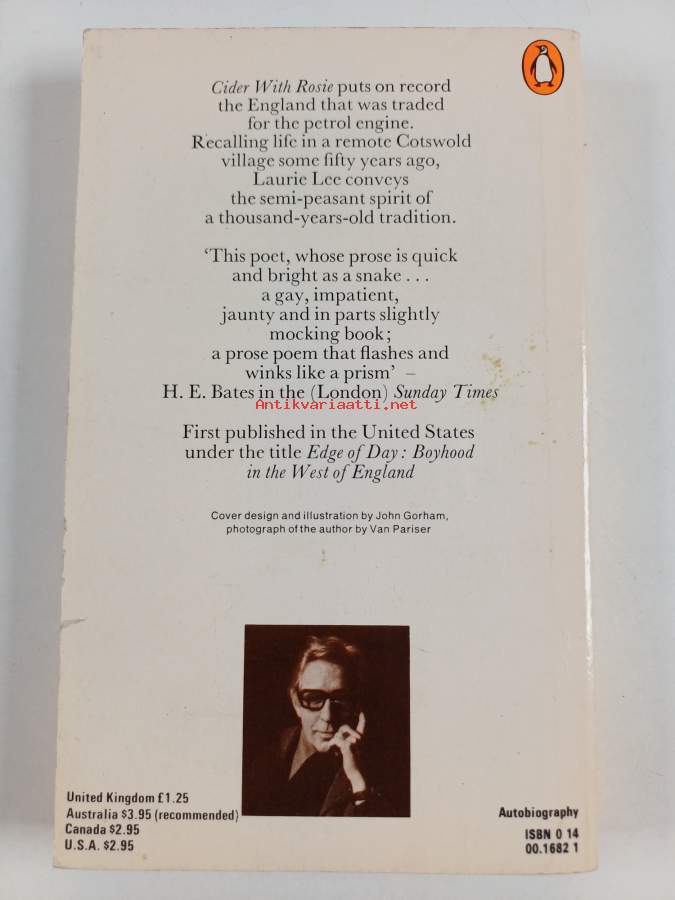 Cider With Rosie puts on record
the England that was traded
for the petrol engine.
Recalling life in a remote Cotswold
village some fifty years ago,
Laurie Lee conveys
the semi-peasant spirit of
a thousand-years-old tradition.
‘This poet, whose prose is quick
and bright as a snake . . .
a gay, impatient,
jaunty and in parts slightly
mocking book;
a prose poem that flashes and
winks like a prism’ –
H. E. Bates in the (London) Sunday Times
Antikvariaatti.net
First published in the United States
under the title Edge of Day : Boyhood
in the West of England
Cover design and illustration by John Gorham,
photograph of the author by Van Pariser
United Kingdom £1.25
Australia $3.95 (recommended)
Canada $2.95
U.S.A. $2.95
Autobiography
ISBN 0 14
00.1682 1